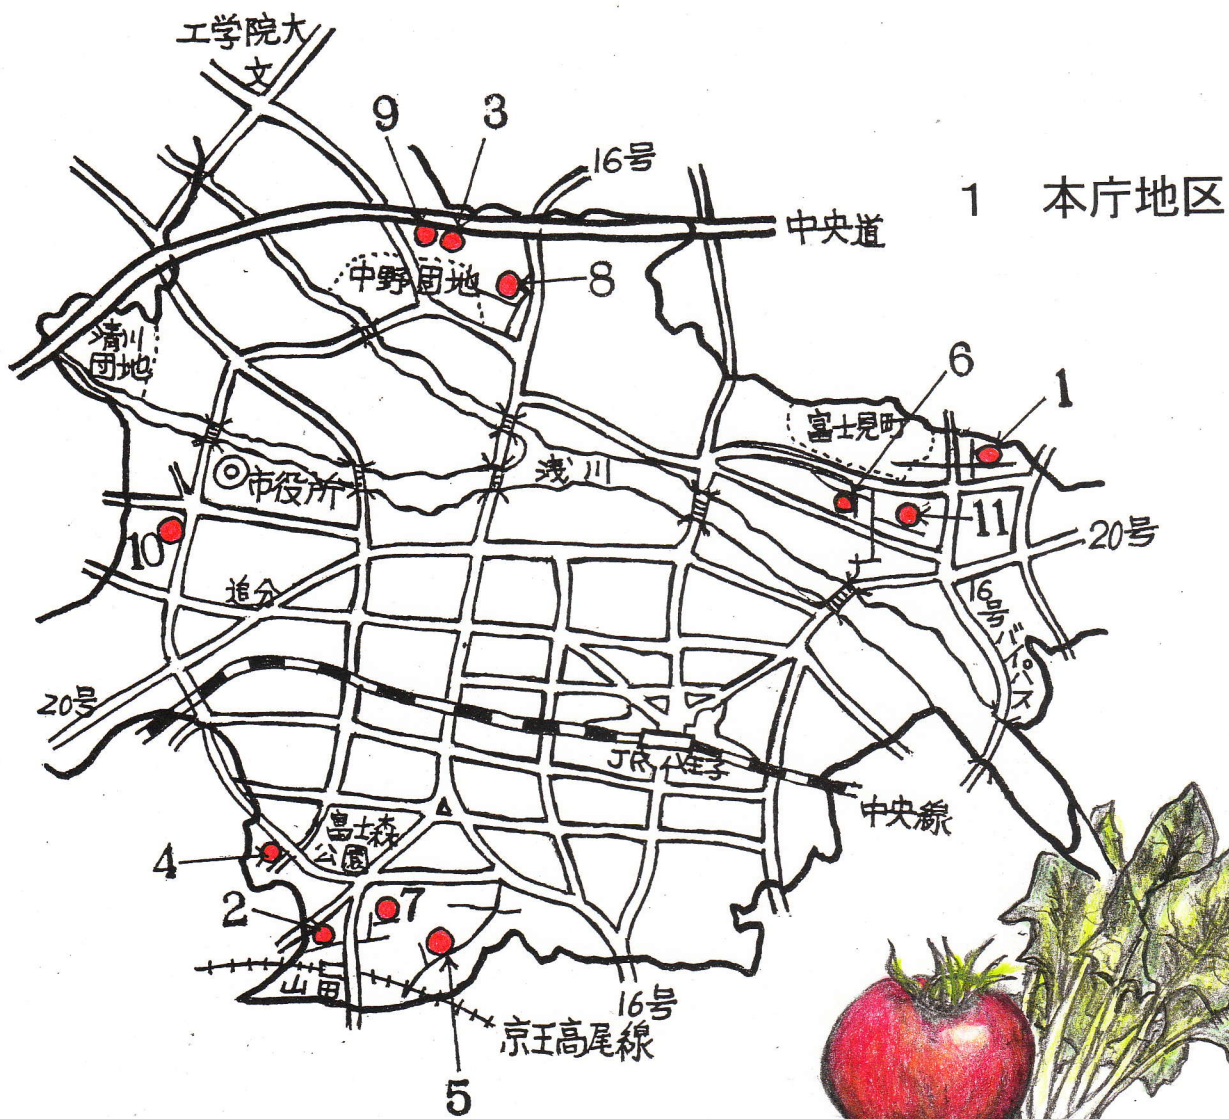 工学院大
文
9
3
16号
1 本庁地区
中央道
中野団地
8
清川
団地
6
1
富士見町
浅川
市役所
11
10
20号
追分
16号バイパス
20号
JR八王子
中央線
富士森
公園
4
2
7
山田
16号
京王高尾線
5